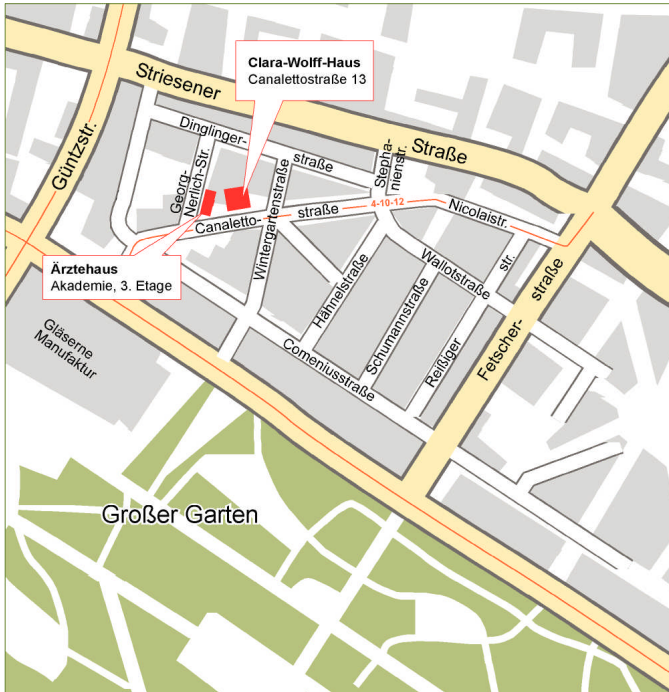 Clara-Wolff-Haus
Canalettostraße 13
Striesener
Straße
Güntzstr.
Dinglinger-
straße
Stepha-
nienstr.
Georg-
Nerlich-Str.
Canaletto-
straße
4-10-12
Nicolaistr.
Wintergartenstraße
Ärztehaus
Akademie, 3. Etage
Hähnelstraße
Wallotstraße
Schumannstraße
Reißiger
str.
Fetscher-
straße
Comeniusstraße
Gläserne
Manufaktur
Großer Garten